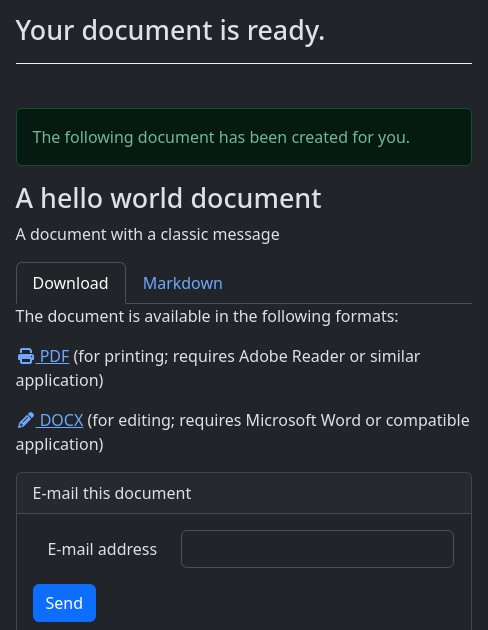 Your document is ready.
The following document has been created for you.
A hello world document
A document with a classic message
Download Markdown
The document is available in the following formats:
PDF (for printing; requires Adobe Reader or similar
application)
DOCX (for editing; requires Microsoft Word or compatible
application)
E-mail this document
E-mail address
Send